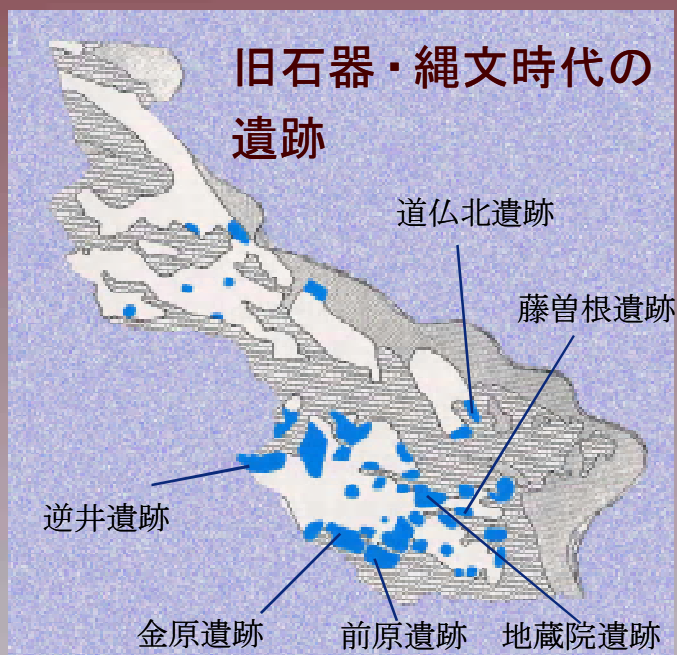 旧石器・縄文時代の
遺跡
道仏北遺跡
藤曽根遺跡
逆井遺跡
金原遺跡
前原遺跡
地蔵院遺跡